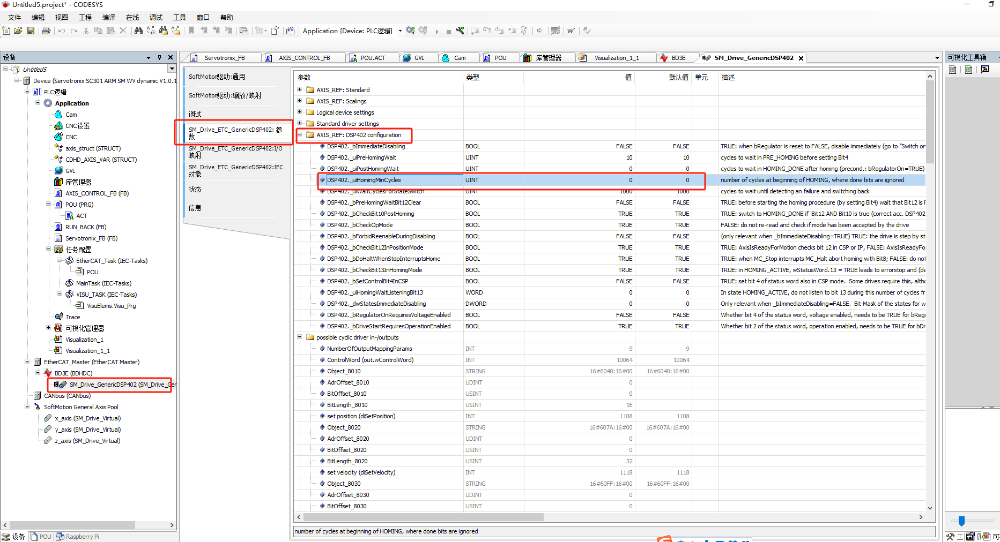 Untitled5.project* - CODESYS
文件 编辑 视图 工程 编译 在线 调试 工具 窗口 帮助
Application [Device: PLC逻辑]
设备
Untitled5
Device (Servotronix SC301 ARM SM WV dynamic V1.0.1
PLC逻辑
Application
Cam
CNC设置
CNC
axis_struct (STRUCT)
CDHD_AXIS_VAR (STRUCT)
GVL
库管理器
AXIS_CONTROL_FB (FB)
POU (PRG)
ACT
RUN_BACK (FB)
Servotronix_FB (FB)
任务配置
EtherCAT_Task (IEC-Tasks)
POU
MainTask (IEC-Tasks)
VISU_TASK (IEC-Tasks)
VisuElems.Visu_Prg
Trace
可视化管理器
Visualization_1
Visualization_1_1
EtherCAT_Master (EtherCAT Master)
BD3E (BDHDC)
SM_Drive_GenericDSP402 (SM_Drive_Ger
CANbus (CANbus)
SoftMotion General Axis Pool
x_axis (SM_Drive_Virtual)
y_axis (SM_Drive_Virtual)
z_axis (SM_Drive_Virtual)
设备 POU Raspberry Pi
Servotronix_FB AXIS_CONTROL_FB POU.ACT GVL Cam POU 库管理器 Visualization_1_1 BD3E SM_Drive_GenericDSP402
SoftMotion驱动:通用
SoftMotion驱动:缩放/映射
调试
SM_Drive_ETC_GenericDSP402: 参
数
SM_Drive_ETC_GenericDSP402:I/O
映射
SM_Drive_ETC_GenericDSP402:IEC
对象
状态
信息
参数 类型 值 默认值 单元 描述
AXIS_REF: Standard
AXIS_REF: Scalings
Logical device settings
Standard driver settings
AXIS_REF: DSP402 configuration
DSP402._bImmediateDisabling BOOL FALSE FALSE TRUE: when bRegulator is reset to FALSE, disable immediately (go to "Switch on
DSP402._uiPreHomingWait UINT 10 10 cycles to wait in PRE_HOMING before setting Bit4
DSP402._uiPostHomingWait UINT 0 0 cycles to wait in HOMING_DONE after homing (precond.: bRegulatorOn=TRUE)
DSP402._uiHomingMinCycles UINT 0 0 number of cycles at beginning of HOMING, where done bits are ignored
DSP402._uiWaitCyclesForStateSwitch UINT 1000 1000 cycles to wait until detecting an failure and switching back
DSP402._bPreHomingWaitBit12Clear BOOL FALSE FALSE TRUE: before starting the homing procedure (by setting Bit4) wait that Bit12 is F
DSP402._bCheckBit10PostHoming BOOL TRUE TRUE TRUE: switch to HOMING_DONE if Bit12 AND Bit10 is true (correct acc. DSP402
DSP402._bCheckOpMode BOOL TRUE TRUE FALSE: do not re-read and check if mode has been accepted by the drive
DSP402._bForbidReenableDuringDisabling BOOL FALSE FALSE (only relevant when _bImmediateDisabling=TRUE) TRUE: the drive is step by st
DSP402._bCheckBit12InPositionMode BOOL TRUE TRUE TRUE: AxisIsReadyForMotion checks bit 12 in CSP or IP, FALSE: AxisIsReadyFo
DSP402._bDoHaltWhenStopInterruptsHome BOOL TRUE TRUE TRUE: when MC_Stop interrupts MC_Halt abort homing with Bit8; FALSE: do not
DSP402._bCheckBit13InHomingMode BOOL TRUE TRUE TRUE: in HOMING_ACTIVE, wStatusWord.13 = TRUE leads to errorstop and (de
DSP402._bSetControlBit4InCSP BOOL FALSE FALSE TRUE: set bit 4 of status word also in CSP mode. Some drives require this, altho
DSP402._uiHomingWaitListeningBit13 WORD 0 0 In state HOMING_ACTIVE, do not listen to bit 13 during this number of cycles fr
DSP402._dwStatesImmediateDisabling DWORD 0 0 Only relevant when _bImmediateDisabling=FALSE. Bit-Mask of the states for w
DSP402._bRegulatorOnRequiresVoltageEnabled BOOL FALSE FALSE Whether bit 4 of the status word, voltage enabled, needs to be TRUE for bReg
DSP402._bDriveStartRequiresOperationEnabled BOOL TRUE TRUE Whether bit 2 of the status word, operation enabled, needs to be TRUE for bDr
possible cyclic driver in-/outputs
NumberOfOutputMappingParams INT 9 9
ControlWord (out.wControlWord) INT 10064 10064
Object_8010 STRING 16#6040:16#00 16#6040:16#00
AdrOffset_8010 UDINT 0
BitOffset_8010 USINT 0
BitLength_8010 USINT 16
set position (diSetPosition) INT 1108 1108
Object_8020 STRING 16#607A:16#00 16#607A:16#00
AdrOffset_8020 UDINT 0
BitOffset_8020 USINT 0
BitLength_8020 USINT 32
set velocity (diSetVelocity) INT 1118 1118
Object_8030 STRING 16#60FF:16#00 16#60FF:16#00
AdrOffset_8030 UDINT 0
BitOffset_8030 USINT 0
number of cycles at beginning of HOMING, where done bits are ignored
可视化工具箱
工
可